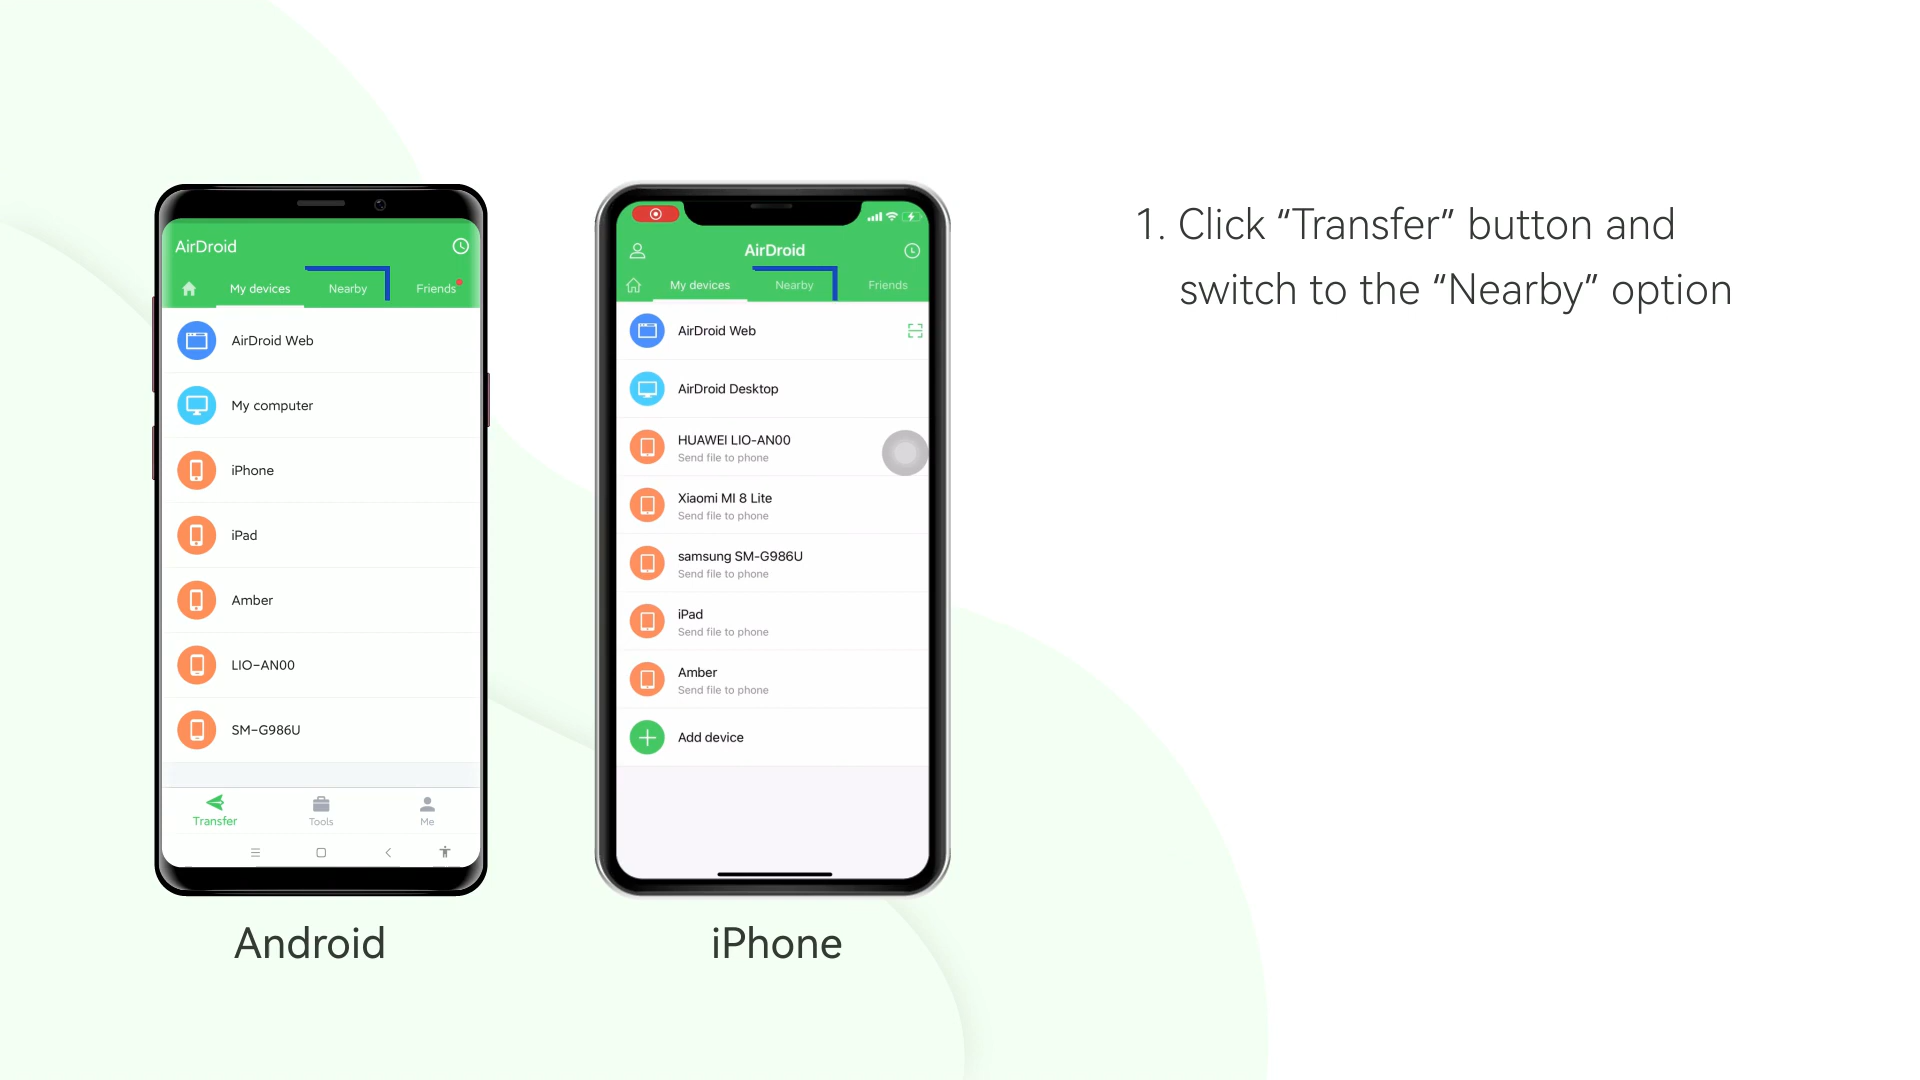 AirDroid
My devices
Nearby
Friends
AirDroid Web
My computer
iPhone
iPad
Amber
LIO-AN00
SM-G986U
Transfer
Tools
Me
Android
AirDroid
My devices
Nearby
Friends
AirDroid Web
AirDroid Desktop
HUAWEI LIO-AN00
Send file to phone
Xiaomi MI 8 Lite
Send file to phone
samsung SM-G986U
Send file to phone
iPad
Send file to phone
Amber
Send file to phone
Add device
iPhone
1. Click “Transfer” button and
switch to the “Nearby” option